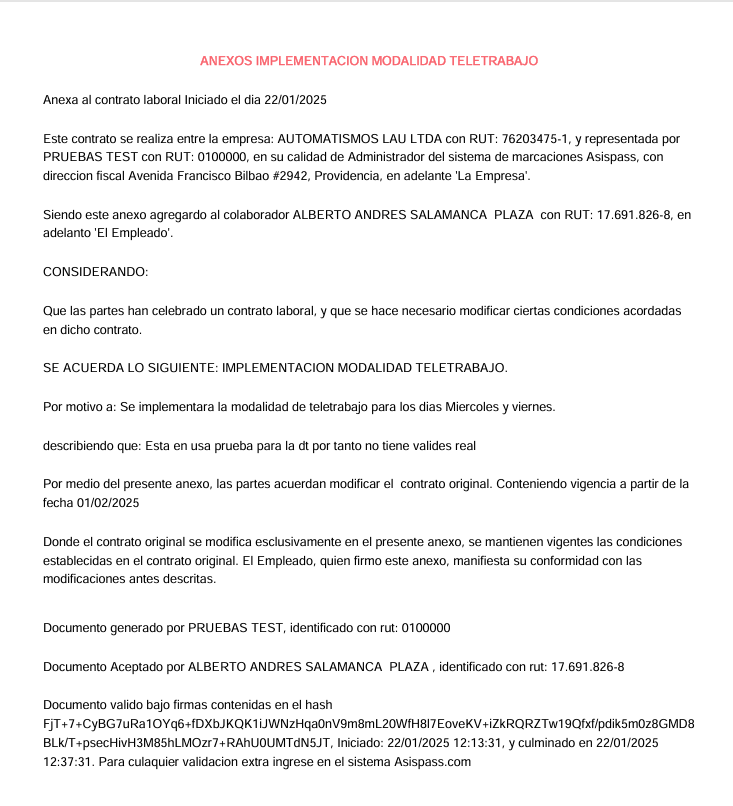 ANEXOS IMPLEMENTACION MODALIDAD TELETRABAJO
Anexa al contrato laboral Iniciado el dia 22/01/2025
Este contrato se realiza entre la empresa: AUTOMATISMOS LAU LTDA con RUT: 76203475-1, y representada por
PRUEBAS TEST con RUT: 0100000, en su calidad de Administrador del sistema de marcaciones Asispass, con
direccion fiscal Avenida Francisco Bilbao #2942, Providencia, en adelante 'La Empresa'.
Siendo este anexo agregardo al colaborador ALBERTO ANDRES SALAMANCA  PLAZA  con RUT: 17.691.826-8, en
adelanto 'El Empleado'.
CONSIDERANDO:
Que las partes han celebrado un contrato laboral, y que se hace necesario modificar ciertas condiciones acordadas
en dicho contrato.
SE ACUERDA LO SIGUIENTE: IMPLEMENTACION MODALIDAD TELETRABAJO.
Por motivo a: Se implementara la modalidad de teletrabajo para los dias Miercoles y viernes.
describiendo que: Esta en usa prueba para la dt por tanto no tiene valides real
Por medio del presente anexo, las partes acuerdan modificar el  contrato original. Conteniendo vigencia a partir de la
fecha 01/02/2025
Donde el contrato original se modifica esclusivamente en el presente anexo, se mantienen vigentes las condiciones
establecidas en el contrato original. El Empleado, quien firmo este anexo, manifiesta su conformidad con las
modificaciones antes descritas.
Documento generado por PRUEBAS TEST, identificado con rut: 0100000
Documento Aceptado por ALBERTO ANDRES SALAMANCA  PLAZA , identificado con rut: 17.691.826-8
Documento valido bajo firmas contenidas en el hash
FjT+7+CyBG7uRa1OYq6+fDXbJKQK1iJWNzHqa0nV9m8mL20WfH8l7EoveKV+iZkRQRZTw19Qfxf/pdik5m0z8GMD8
BLk/T+psecHivH3M85hLMOzr7+RAhU0UMTdN5JT, Iniciado: 22/01/2025 12:13:31, y culminado en 22/01/2025
12:37:31. Para culaquier validacion extra ingrese en el sistema Asispass.com